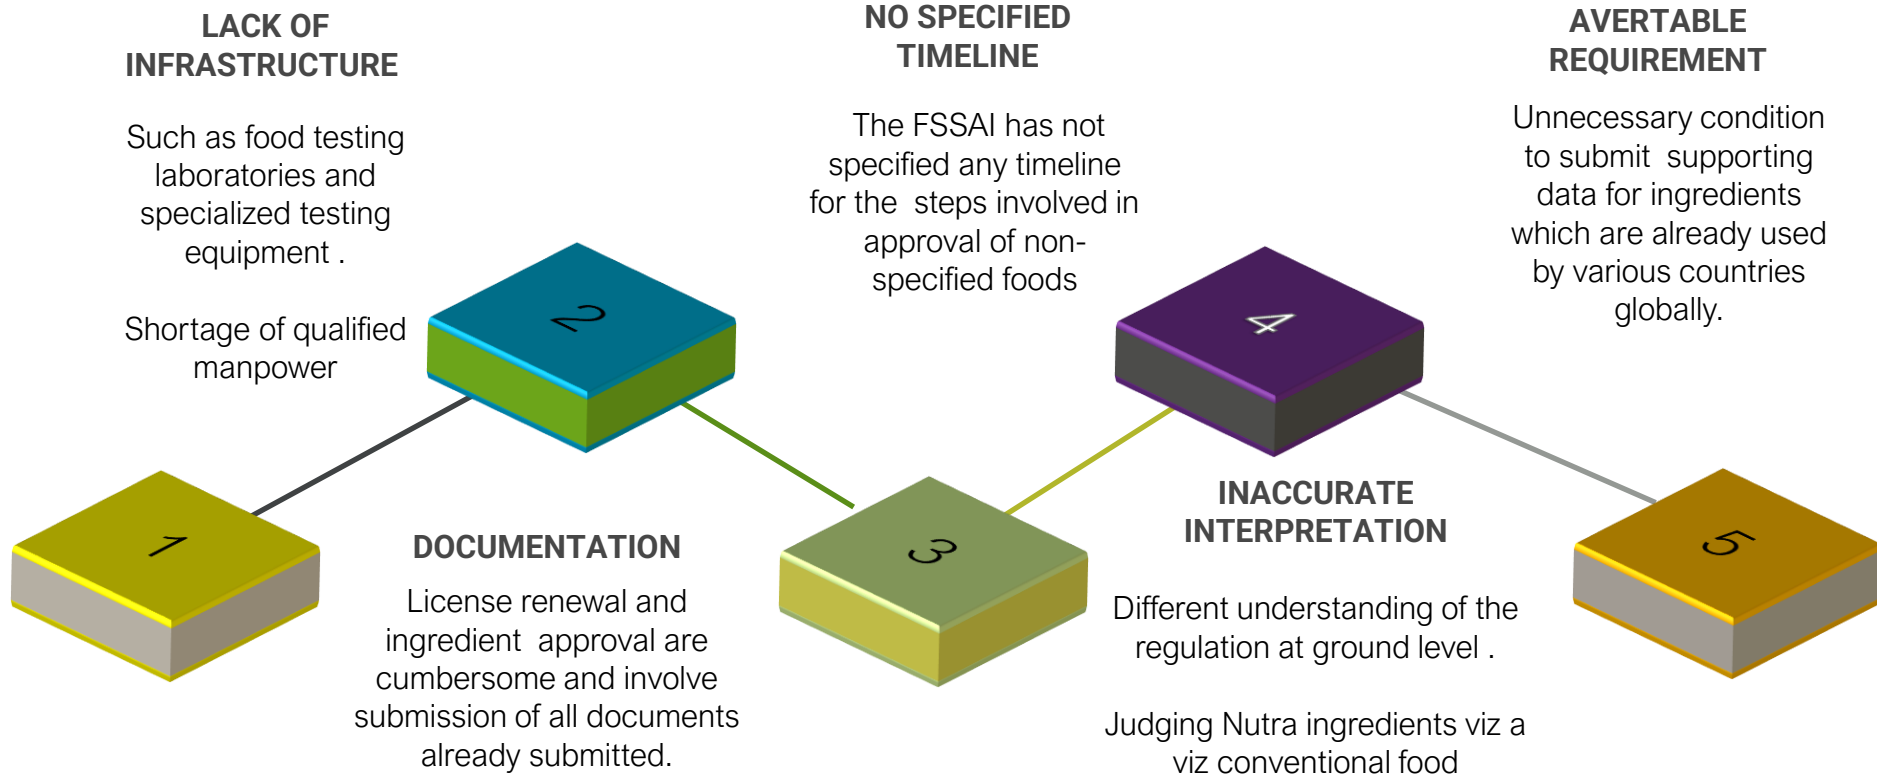 LACK OF
INFRASTRUCTURE
Such as food testing
laboratories and
specialized testing
equipment .
Shortage of qualified
manpower
1
2
DOCUMENTATION
License renewal and
ingredient approval are
cumbersome and involve
submission of all documents
already submitted.
NO SPECIFIED
TIMELINE
The FSSAI has not
specified any timeline
for the steps involved in
approval of non-
specified foods
3
4
INACCURATE
INTERPRETATION
Different understanding of the
regulation at ground level .
Judging Nutra ingredients viz a
viz conventional food
AVERTABLE
REQUIREMENT
Unnecessary condition
to submit supporting
data for ingredients
which are already used
by various countries
globally.
5